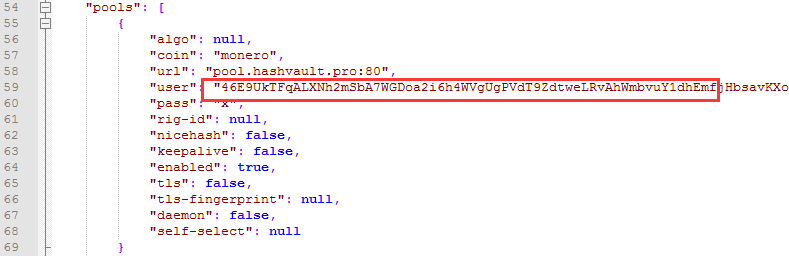 54 "pools": [
55 {
56 "algo": null,
57 "coin": "monero",
58 "url": "pool.hashvault.pro:80",
59 "user": "46E9UkTFqALXNh2mSbA7WGDoa2i6h4WVgUgPVdT9ZdtweLRvAhWmbvuY1dhEmfjHbsavKXo
60 "pass": "x",
61 "rig-id": null,
62 "nicehash": false,
63 "keepalive": false,
64 "enabled": true,
65 "tls": false,
66 "tls-fingerprint": null,
67 "daemon": false,
68 "self-select": null
69 }